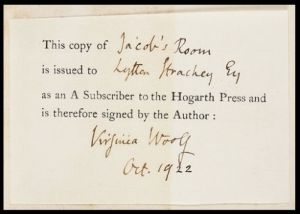 This copy of Jacob's Room
is issued to Lytton Strachey Esq
as an A Subscriber to the Hogarth Press and
is therefore signed by the Author :
Virginia Woolf
Oct. 1922